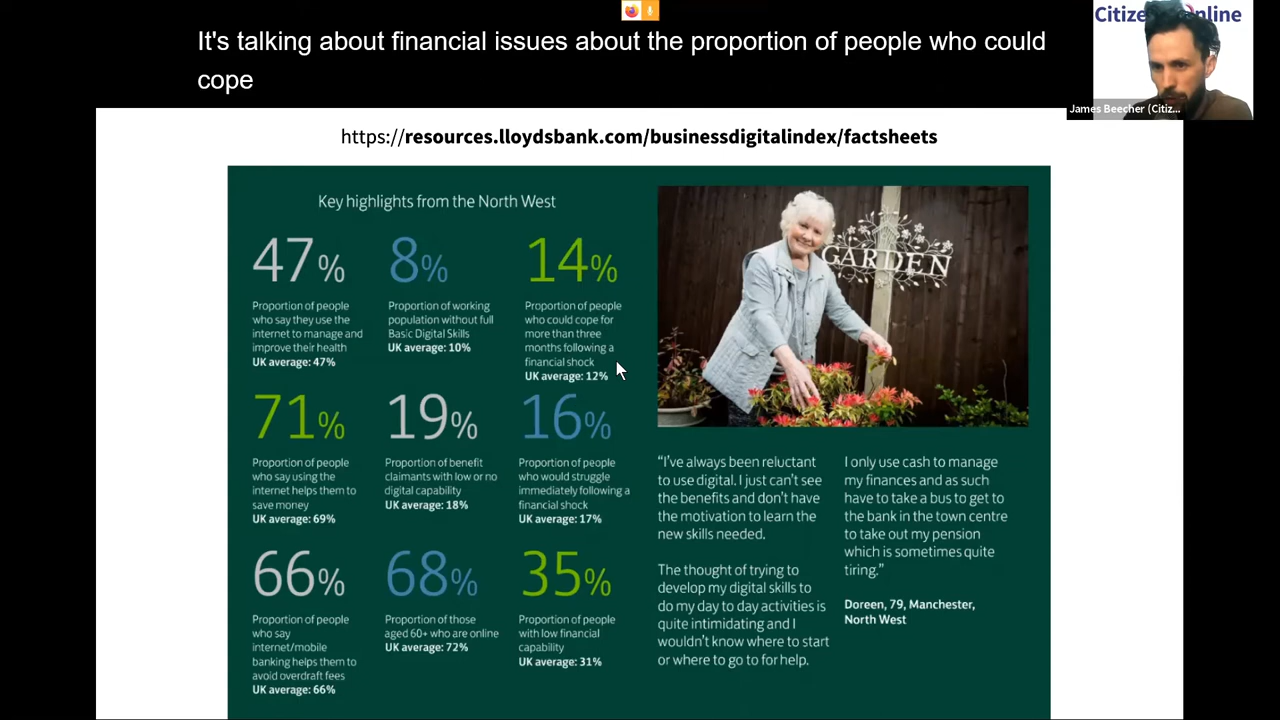 It's talking about financial issues about the proportion of people who could
cope
Citize
nline
James Beecher (Citiz...
https://resources.lloydsbank.com/businessdigitalindex/factsheets
Key highlights from the North West
47%
Proportion of people
who say they use the
internet to manage and
improve their health
UK average: 47%
8%
Proportion of working
population without full
Basic Digital Skills
UK average: 10%
14%
Proportion of people
who could cope for
more than three
months following a
financial shock
UK average: 12%
71%
Proportion of people
who say using the
internet helps them to
save money
UK average: 69%
19%
Proportion of benefit
claimants with low or no
digital capability
UK average: 18%
16%
Proportion of people
who would struggle
immediately following a
financial shock
UK average: 17%
66%
Proportion of people
who say
internet/mobile
banking helps them to
avoid overdraft fees
UK average: 66%
68%
Proportion of those
aged 60+ who are online
UK average: 72%
35%
Proportion of people
with low financial
capability
UK average: 31%
GARDEN
“I've always been reluctant
to use digital. I just can't see
the benefits and don't have
the motivation to learn the
new skills needed.
The thought of trying to
develop my digital skills to
do my day to day activities is
quite intimidating and I
wouldn't know where to start
or where to go to for help.
I only use cash to manage
my finances and as such
have to take a bus to get to
the bank in the town centre
to take out my pension
which is sometimes quite
tiring.”
Doreen, 79, Manchester,
North West